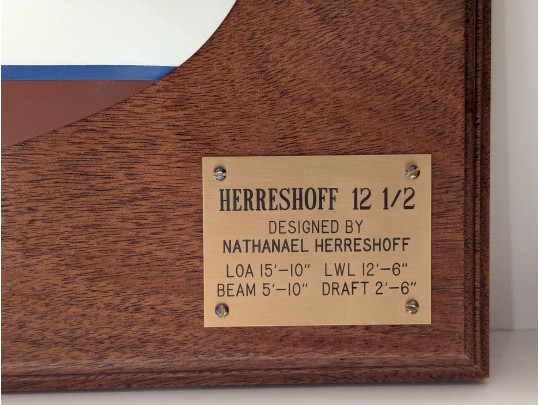 HERRESHOFF 12 1/2
DESIGNED BY
NATHANAEL HERRESHOFF
LOA 15'-10" LWL 12'-6"
BEAM 5'-10" DRAFT 2'-6"